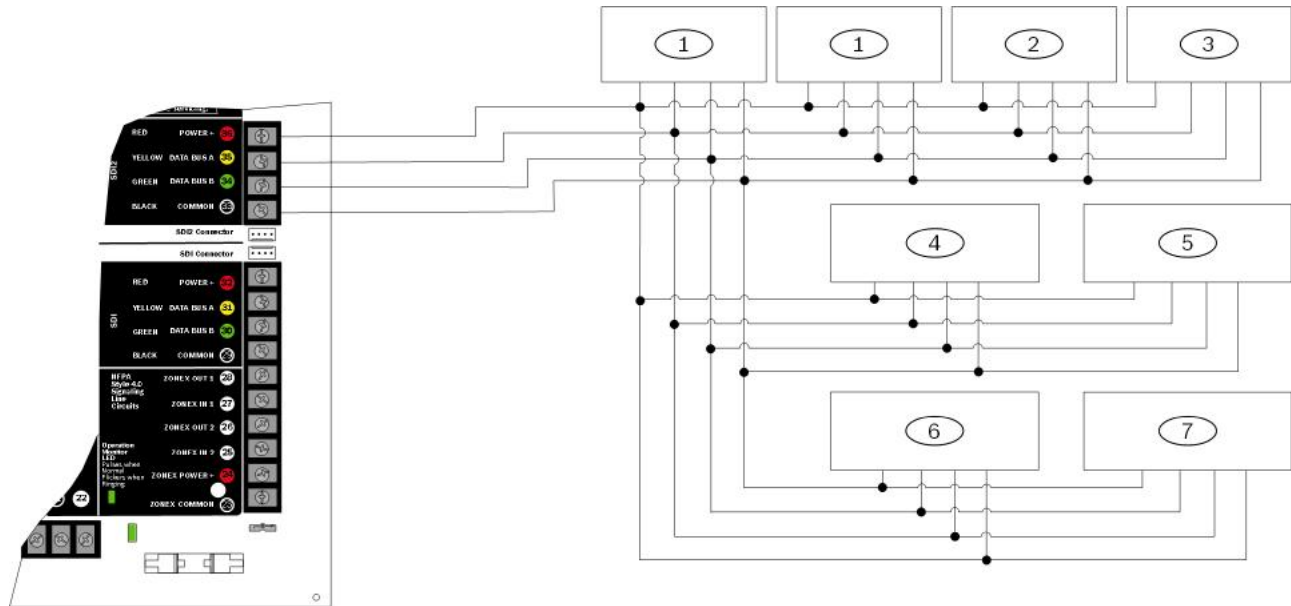 1 1 2 3
RED POWER + 36
YELLOW DATA BUS A 35
GREEN DATA BUS B 34
BLACK COMMON 33
SDI2
SDI2 Connector
SDI Connector
4 5
RED POWER + 32
YELLOW DATA BUS A 31
GREEN DATA BUS B 30
BLACK COMMON 29
SDI
NFPA
Style 4.0
Signaling
Line
Circuits
ZONEX OUT 1 28
ZONEX IN 1 27
ZONEX OUT 2 26
ZONEX IN 2 25
ZONEX POWER + 24
ZONEX COMMON
Operation
Monitor
LED
Pulses when
Normal
Flickers when
Ringing
22
6 7